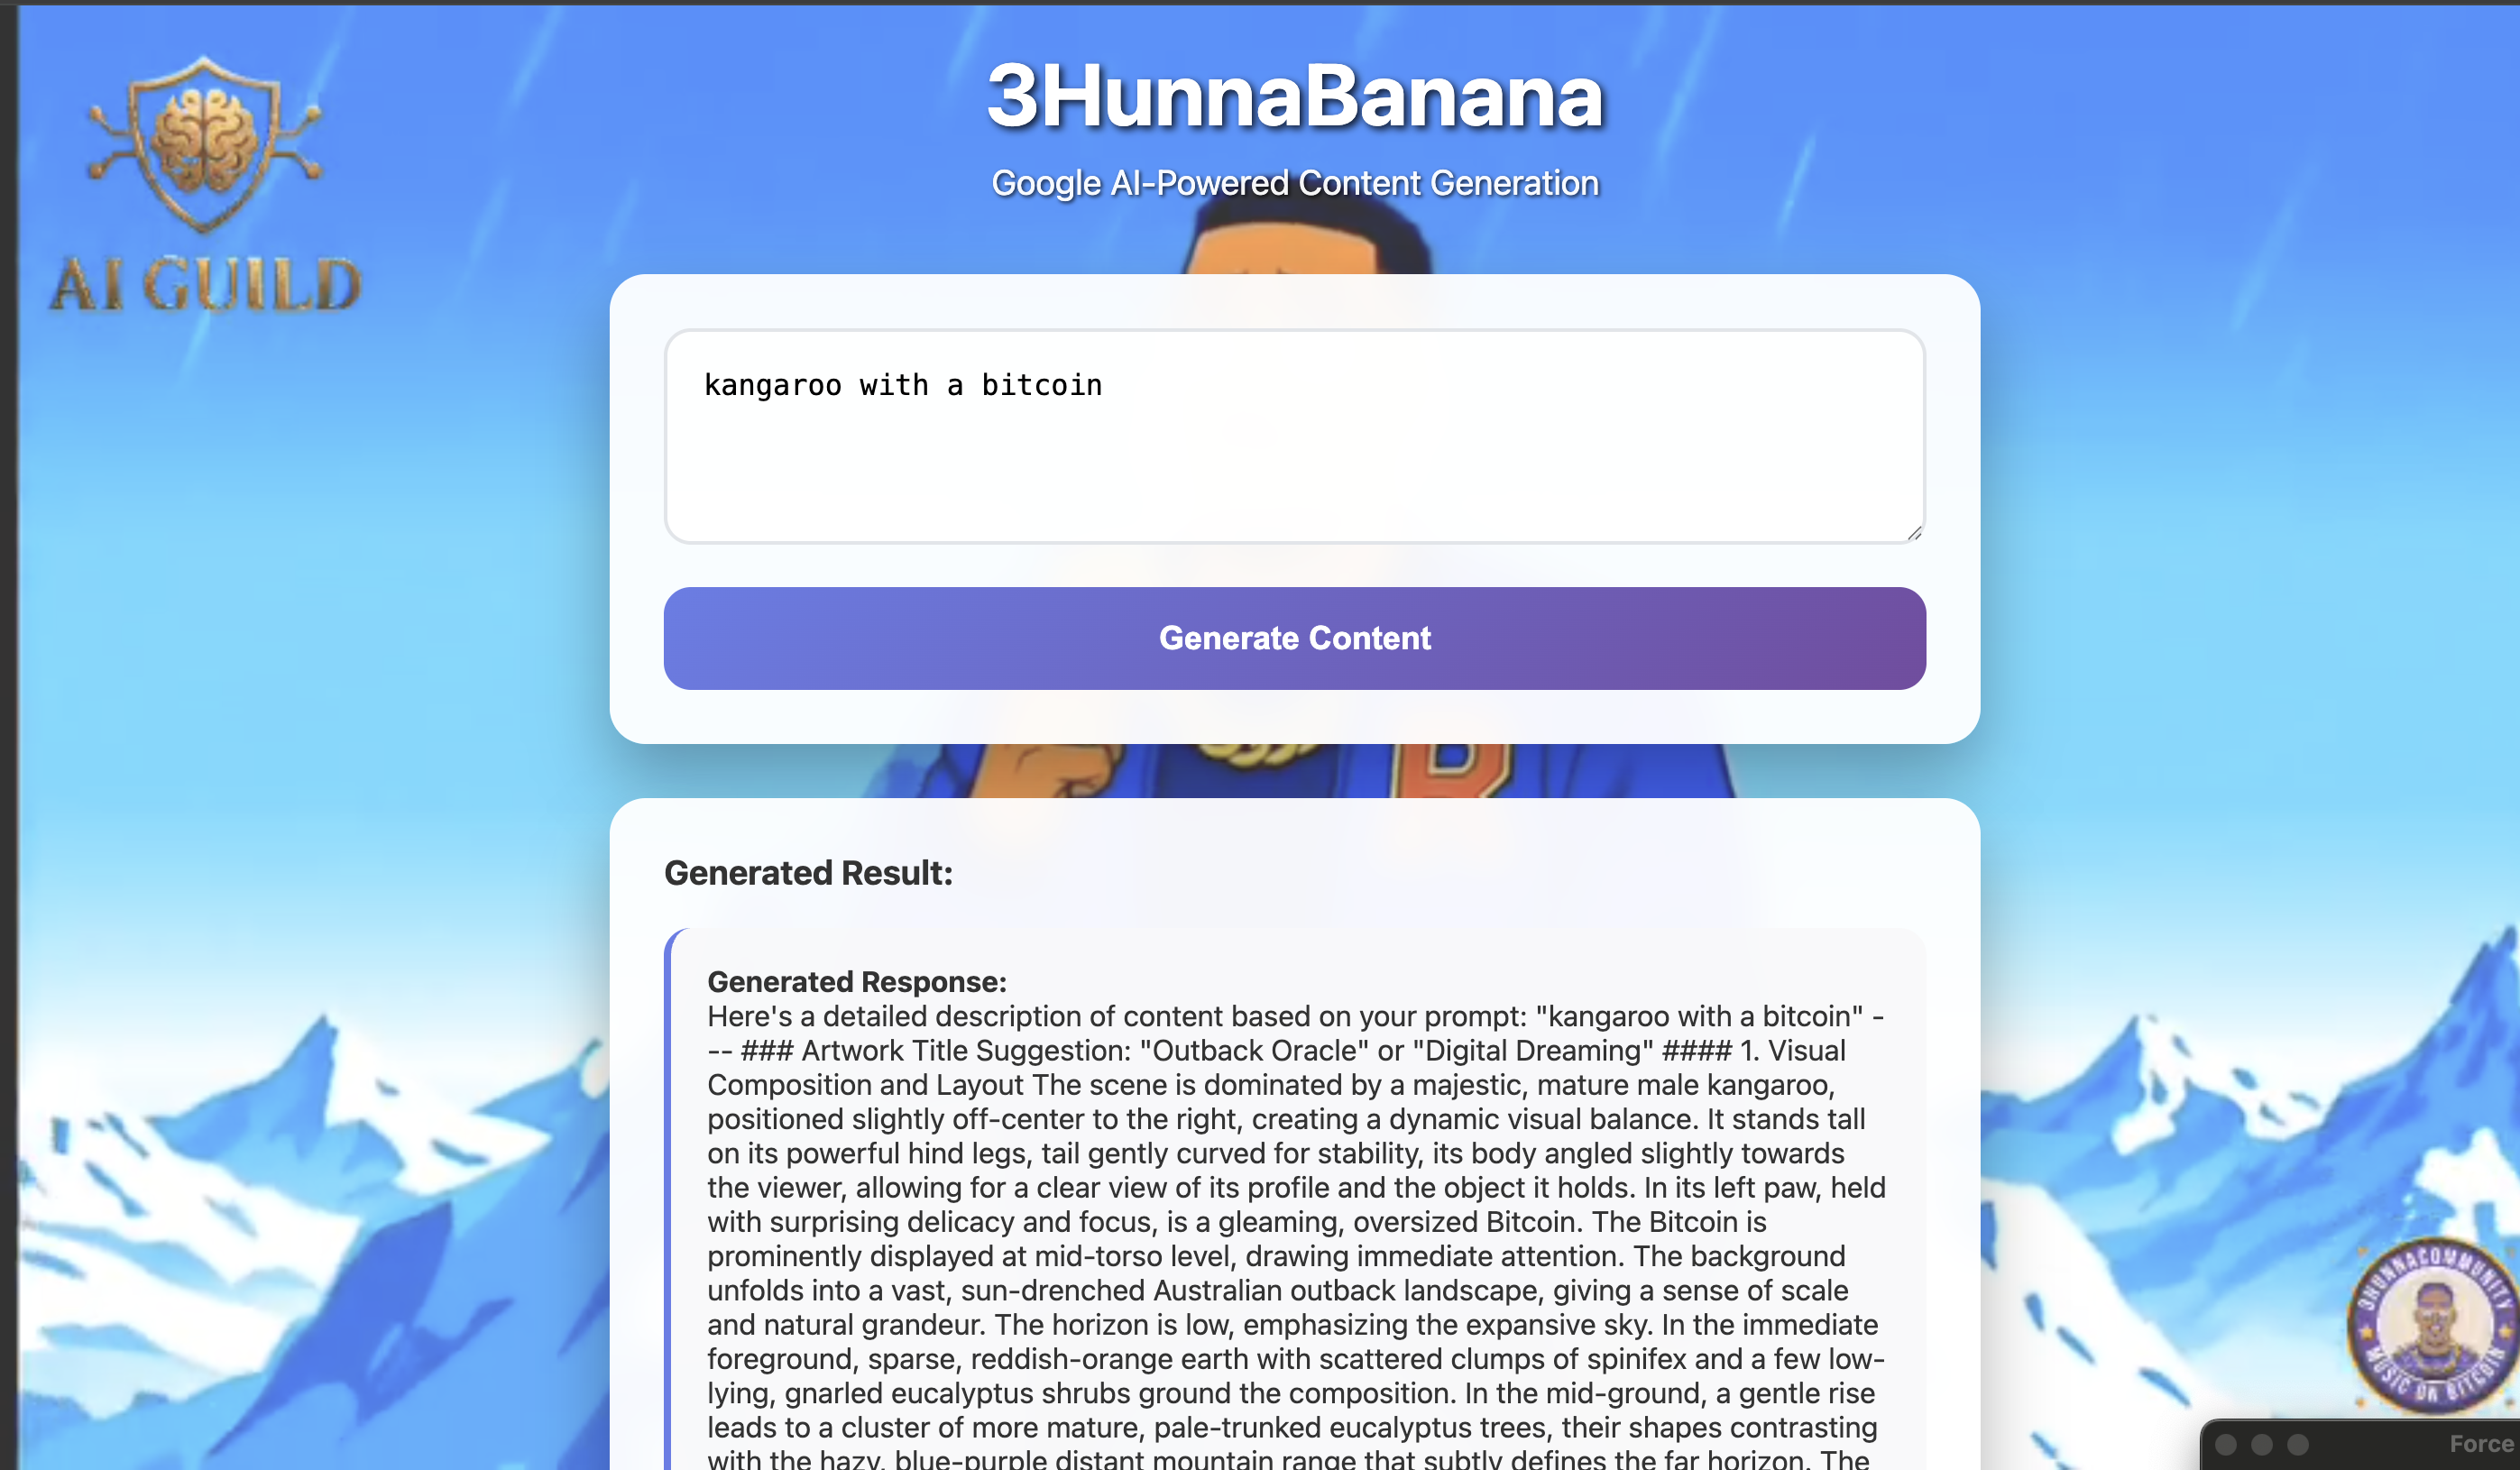 AI GUILD
3HunnaBanana
Google AI-Powered Content Generation
kangaroo with a bitcoin
Generate Content
B
Generated Result:
Generated Response:
Here's a detailed description of content based on your prompt: "kangaroo with a bitcoin" -
-- ### Artwork Title Suggestion: "Outback Oracle" or "Digital Dreaming" #### 1. Visual
Composition and Layout The scene is dominated by a majestic, mature male kangaroo,
positioned slightly off-center to the right, creating a dynamic visual balance. It stands tall
on its powerful hind legs, tail gently curved for stability, its body angled slightly towards
the viewer, allowing for a clear view of its profile and the object it holds. In its left paw, held
with surprising delicacy and focus, is a gleaming, oversized Bitcoin. The Bitcoin is
prominently displayed at mid-torso level, drawing immediate attention. The background
unfolds into a vast, sun-drenched Australian outback landscape, giving a sense of scale
and natural grandeur. The horizon is low, emphasizing the expansive sky. In the immediate
foreground, sparse, reddish-orange earth with scattered clumps of spinifex and a few low-
lying, gnarled eucalyptus shrubs ground the composition. In the mid-ground, a gentle rise
leads to a cluster of more mature, pale-trunked eucalyptus trees, their shapes contrasting
with the hazy, blue-purple distant mountain range that subtly defines the far horizon. The
3HUNNACOMMUNITY
MUSIC ON BITCOIN
Force